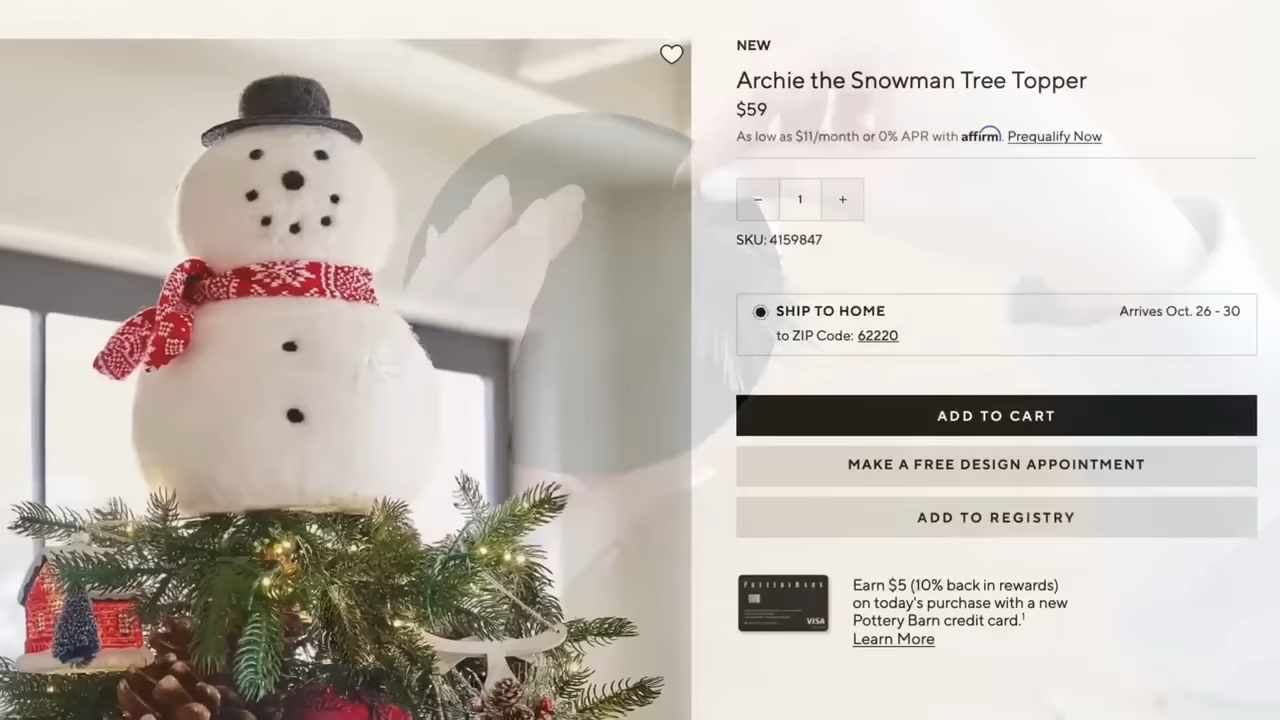 NEW
Archie the Snowman Tree Topper
$59
As low as $11/month or 0% APR with affirm. Prequalify Now
− 1 +
SKU: 4159847
SHIP TO HOME Arrives Oct. 26 - 30
to ZIP Code: 62220
ADD TO CART
MAKE A FREE DESIGN APPOINTMENT
ADD TO REGISTRY
POTTERY BARN
VISA
Earn $5 (10% back in rewards)
on today's purchase with a new
Pottery Barn credit card.¹
Learn More